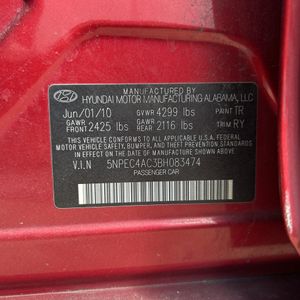 MANUFACTURED BY
HYUNDAI MOTOR MANUFACTURING ALABAMA, LLC
Jun/01/10 GVWR 4299 lbs PAINT TR
GAWR FRONT 2425 lbs GAWR REAR 2116 lbs TRIM RY
THIS VEHICLE CONFORMS TO ALL APPLICABLE
FEDERAL MOTOR VEHICLE SAFETY, BUMPER,
AND THEFT PREVENTION STANDARDS IN EFFECT
ON THE DATE OF MANUFACTURE SHOWN ABOVE.
V.I.N 5NPEC4AC3BH083474
PASSENGER CAR